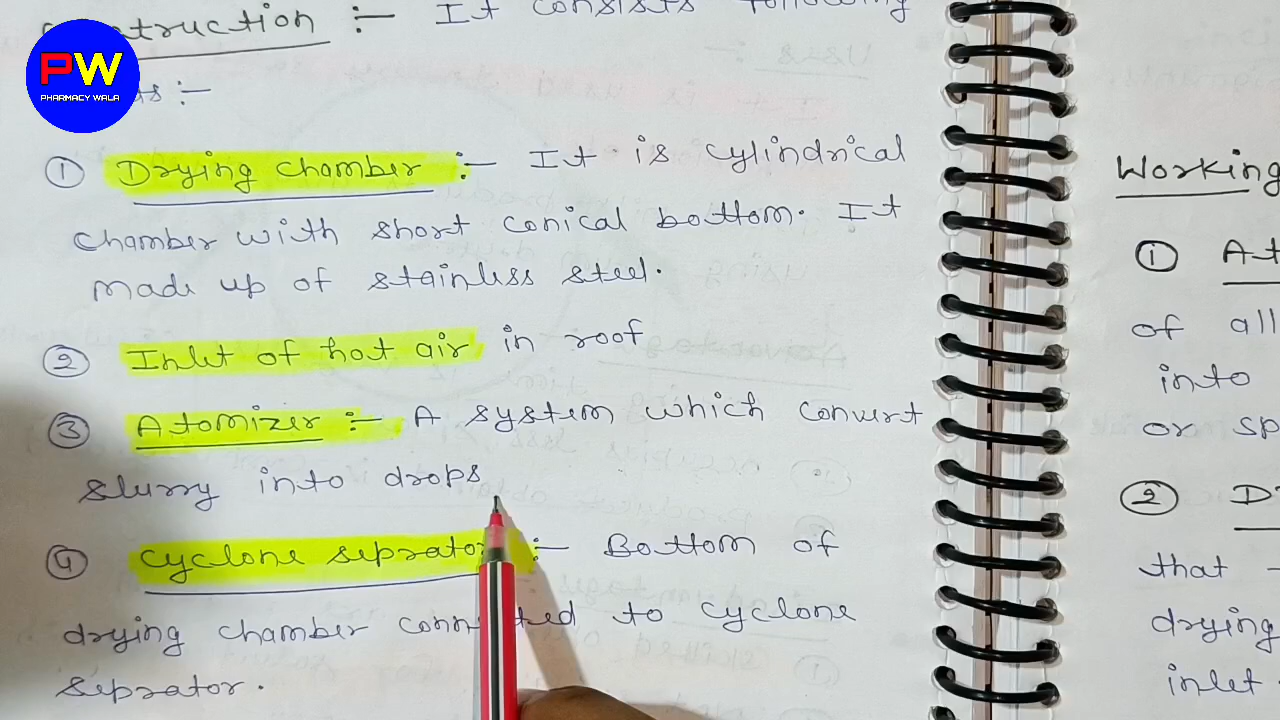 PW
PHARMACY WALA
:- It consists following
:-
① Drying chamber :- It is cylindrical
chamber with short conical bottom. It
made up of stainless steel.
② Inlet of hot air in roof
③ Atomizer :- A system which convert
slurry into drops
④ cyclone seprator :- Bottom of
drying chamber connected to cyclone
seprator.
Working
① At
of all
into
or sp
② D
that -
drying
inlet